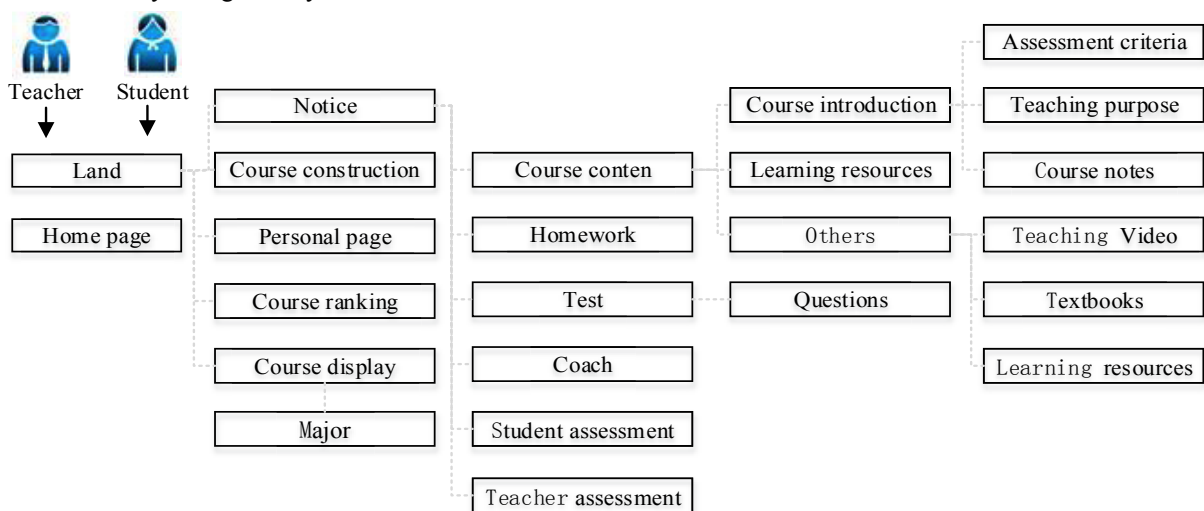 Teacher
Student
Land
Home page
Notice
Course construction
Personal page
Course ranking
Course display
Major
Course conten
Homework
Test
Coach
Student assessment
Teacher assessment
Course introduction
Learning resources
Others
Questions
Assessment criteria
Teaching purpose
Course notes
Teaching Video
Textbooks
Learning resources